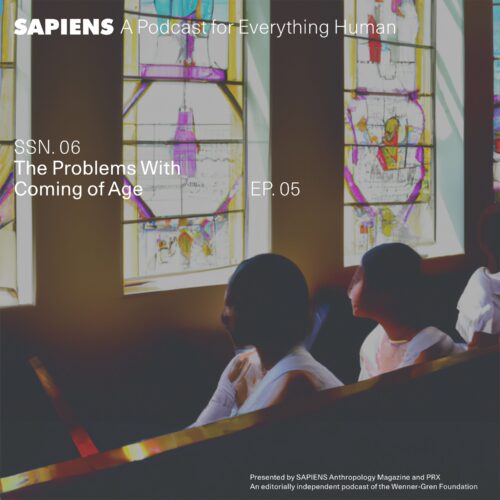 SAPIENS A Podcast for Everything Human
SSN. 06
The Problems With
Coming of Age
EP. 05
Presented by SAPIENS Anthropology Magazine and PRX
An editorially independent podcast of the Wenner-Gren Foundation